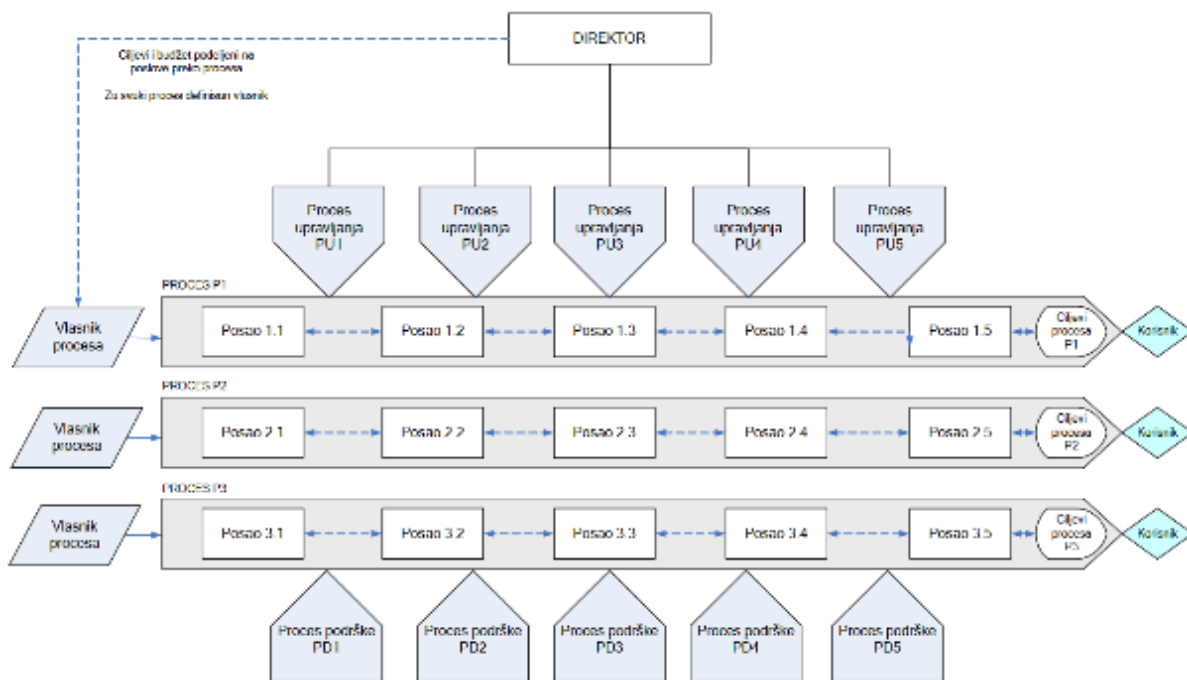 DIREKTOR
Ciljevi i budžet podeljeni na
poslove preko procesa
Za svaki proces definisan vlasnik
Proces
upravljanja
PU1
Proces
upravljanja
PU2
Proces
upravljanja
PU3
Proces
upravljanja
PU4
Proces
upravljanja
PU5
PROCES P1
Vlasnik
procesa
Posao 1.1
Posao 1.2
Posao 1.3
Posao 1.4
Posao 1.5
Ciljevi
procesa
P1
Korisnik
PROCES P2
Vlasnik
procesa
Posao 2.1
Posao 2.2
Posao 2.3
Posao 2.4
Posao 2.5
Ciljevi
procesa
P2
Korisnik
PROCES P3
Vlasnik
procesa
Posao 3.1
Posao 3.2
Posao 3.3
Posao 3.4
Posao 3.5
Ciljevi
procesa
P3
Korisnik
Proces podrške
PD1
Proces podrške
PD2
Proces podrške
PD3
Proces podrške
PD4
Proces podrške
PD5